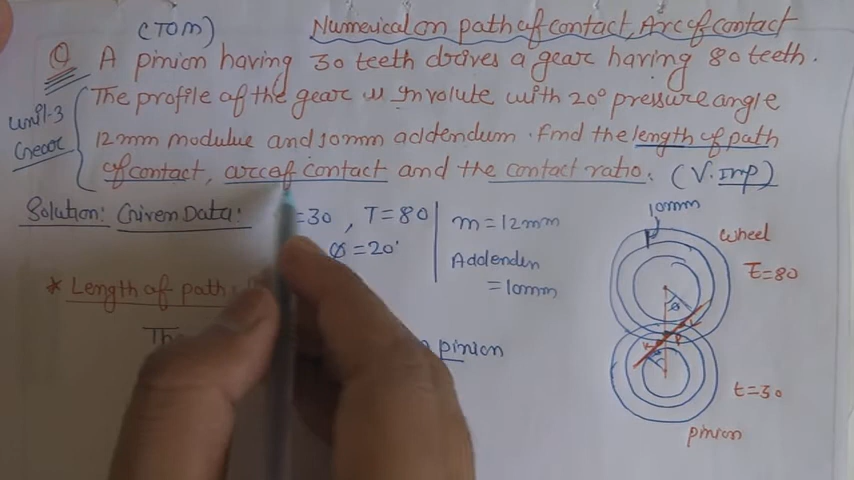 (TOM)
Numerical on path of contact, Arc of contact
Q A pinion having 30 teeth drives a gear having 80 teeth.
The profile of the gear is Involute with 20° pressure angle
12mm module and 10mm addendum. Find the length of path
of contact, arc of contact and the contact ratio. (V. Imp)
Unit-3
Gear
Solution: Given Data: =30, T=80
Ø=20°
m=12mm
Addendum
=10mm
* Length of path
Th
pinion
10mm
wheel
T=80
Ø
P
t=30
pinion